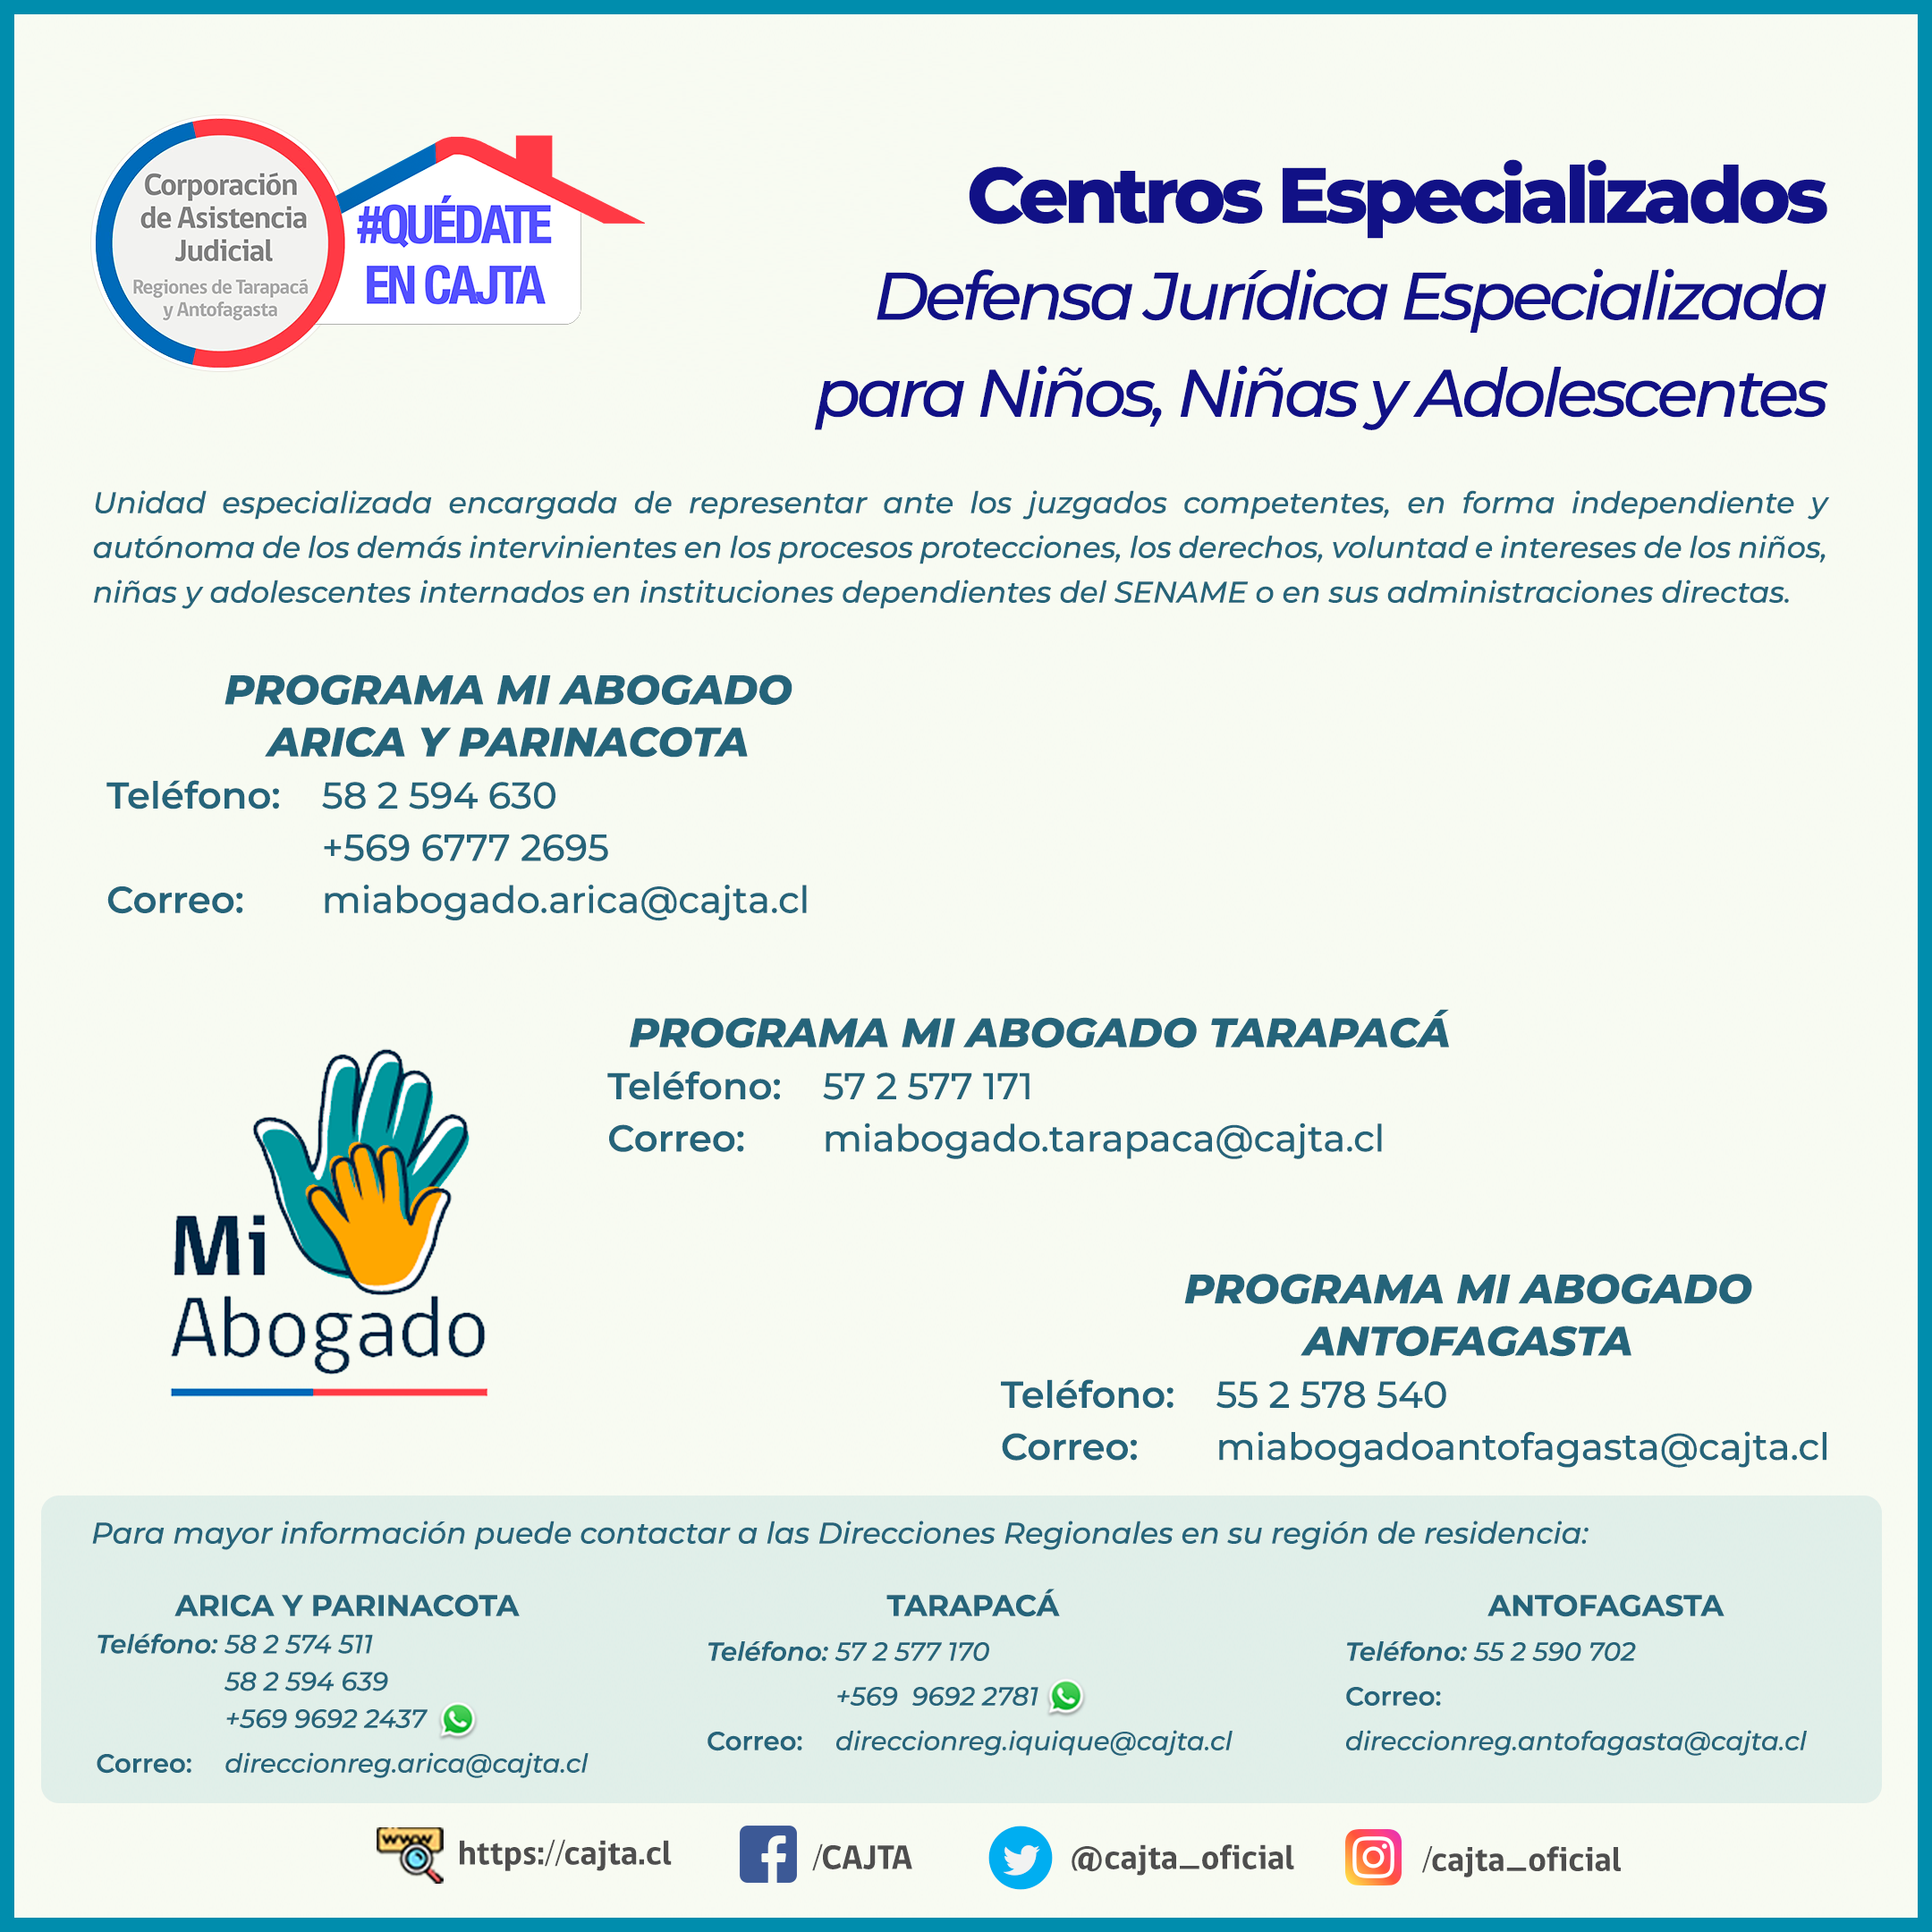 Corporación
de Asistencia
Judicial
Regiones de Tarapacá
y Antofagasta
#QUÉDATE
EN CAJTA
Centros Especializados
Defensa Jurídica Especializada
para Niños, Niñas y Adolescentes
Unidad especializada encargada de representar ante los juzgados competentes, en forma independiente y
autónoma de los demás intervinientes en los procesos protecciones, los derechos, voluntad e intereses de los niños,
niñas y adolescentes internados en instituciones dependientes del SENAME o en sus administraciones directas.
PROGRAMA MI ABOGADO
ARICA Y PARINACOTA
Teléfono: 58 2 594 630
+569 6777 2695
Correo: miabogado.arica@cajta.cl
PROGRAMA MI ABOGADO TARAPACÁ
Teléfono: 57 2 577 171
Correo: miabogado.tarapaca@cajta.cl
Mi
Abogado
PROGRAMA MI ABOGADO
ANTOFAGASTA
Teléfono: 55 2 578 540
Correo: miabogadoantofagasta@cajta.cl
Para mayor información puede contactar a las Direcciones Regionales en su región de residencia:
ARICA Y PARINACOTA
Teléfono: 58 2 574 511
58 2 594 639
+569 9692 2437
Correo: direccionreg.arica@cajta.cl
TARAPACÁ
Teléfono: 57 2 577 170
+569 9692 2781
Correo: direccionreg.iquique@cajta.cl
ANTOFAGASTA
Teléfono: 55 2 590 702
Correo:
direccionreg.antofagasta@cajta.cl
www https://cajta.cl
/CAJTA
@cajta_oficial
/cajta_oficial